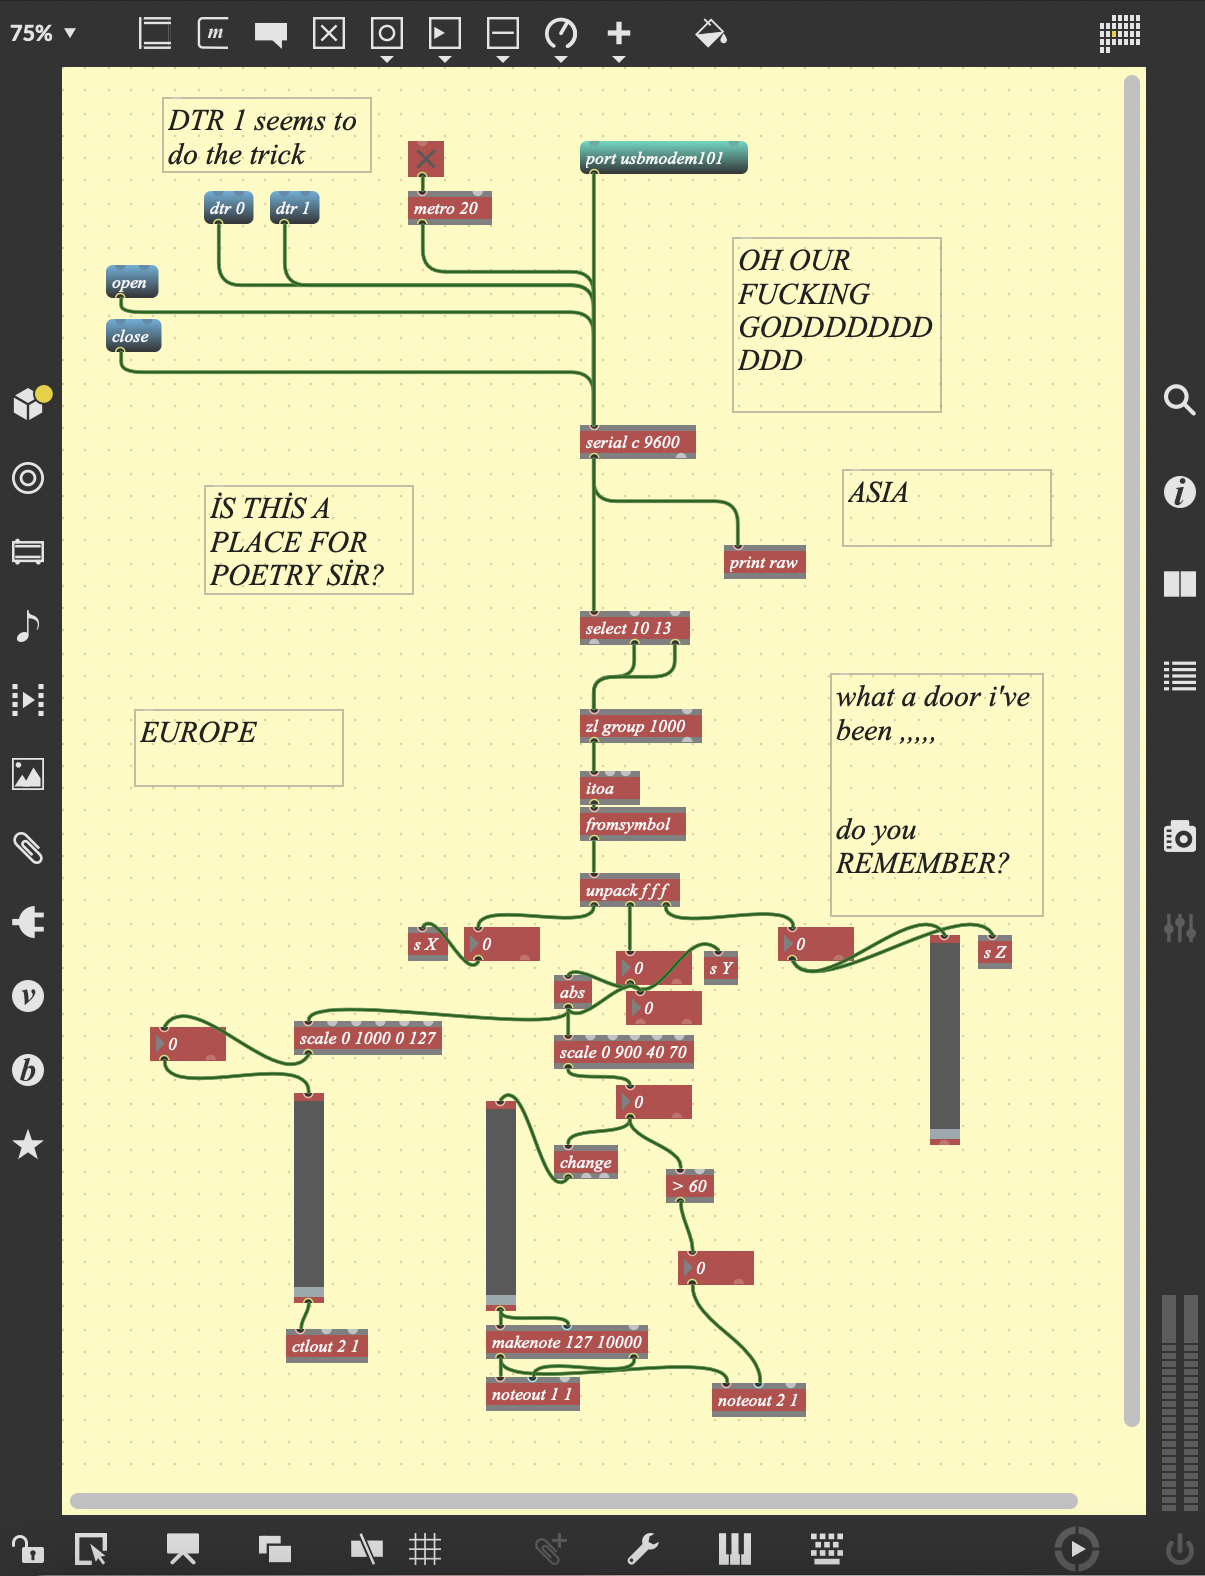 75%
m
DTR 1 seems to
do the trick
port usbmodem101
dtr 0
dtr 1
metro 20
OH OUR
FUCKING
GODDDDDDDD
DDD
open
close
serial c 9600
ASIA
İS THİS A
PLACE FOR
POETRY SİR?
print raw
select 10 13
what a door i've
been ,,,,,
do you
REMEMBER?
EUROPE
zl group 1000
itoa
fromsymbol
unpack f f f
s X
0
0
s Y
0
s Z
abs
0
0
scale 0 1000 0 127
scale 0 900 40 70
0
change
> 60
0
ctlout 2 1
makenote 127 10000
noteout 1 1
noteout 2 1
i
v
b